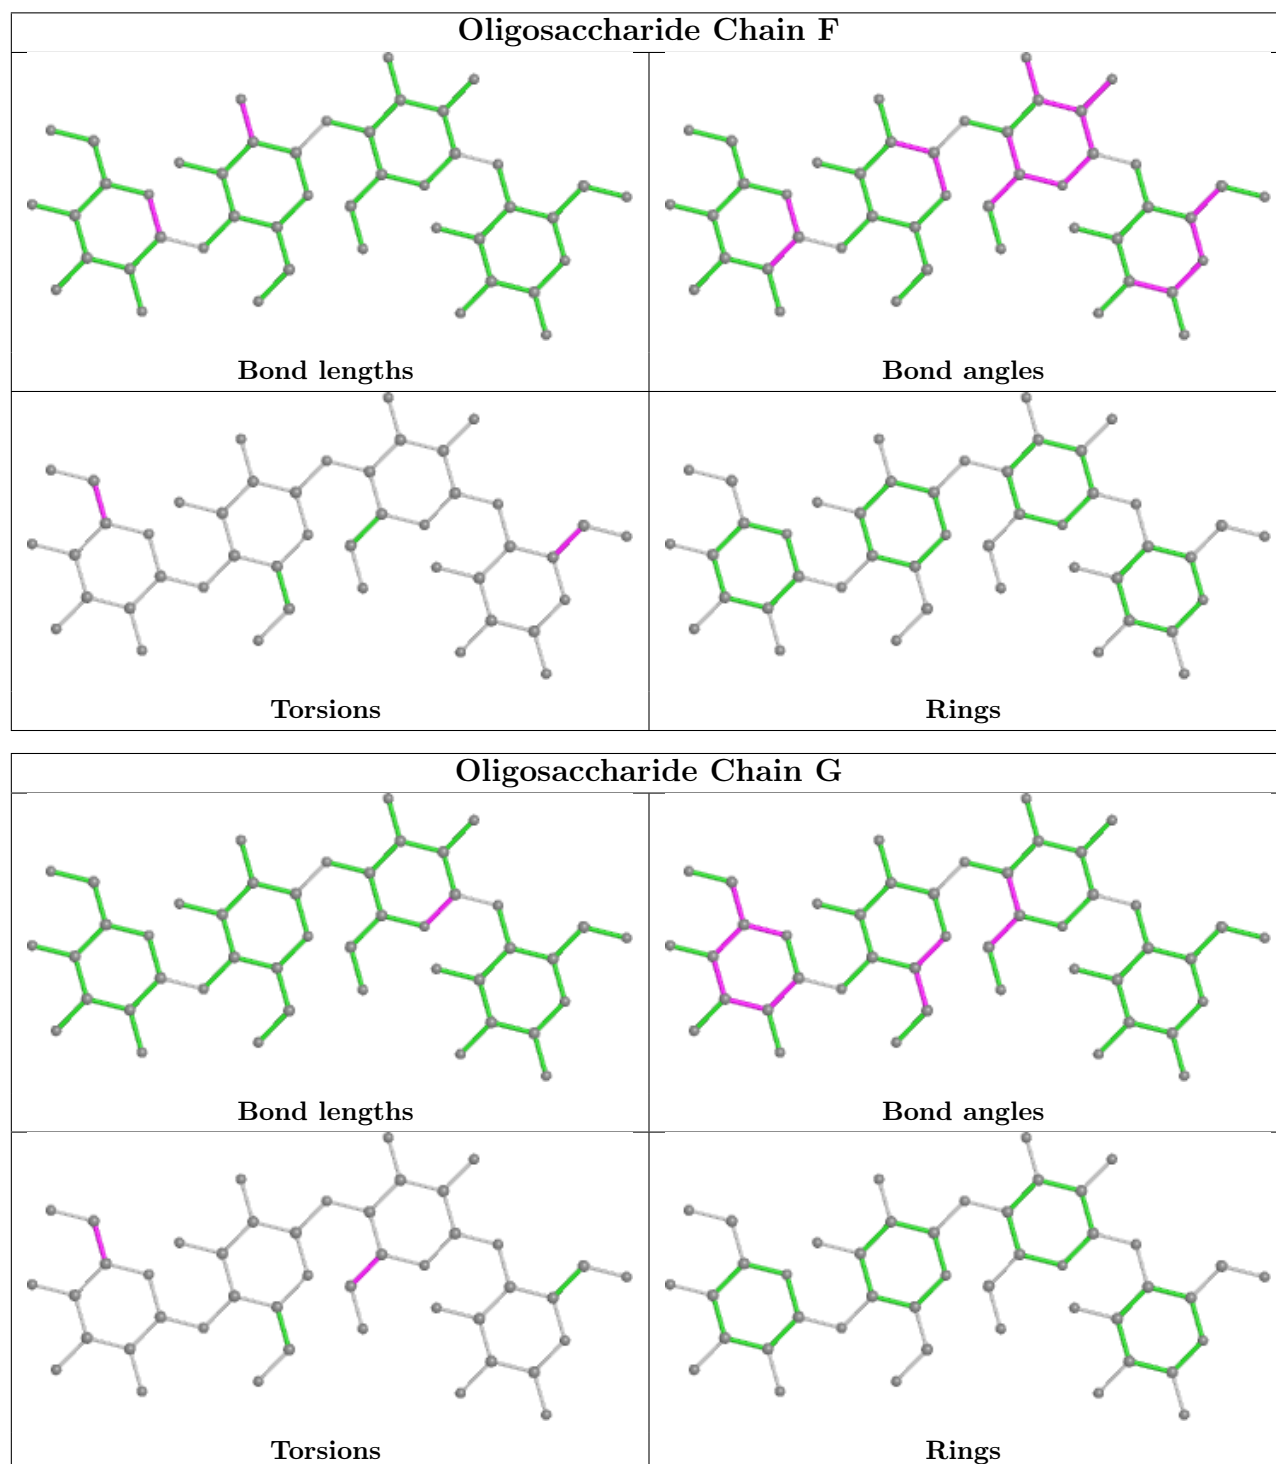 Oligosaccharide Chain F
Bond lengths
Bond angles
Torsions
Rings
Oligosaccharide Chain G
Bond lengths
Bond angles
Torsions
Rings